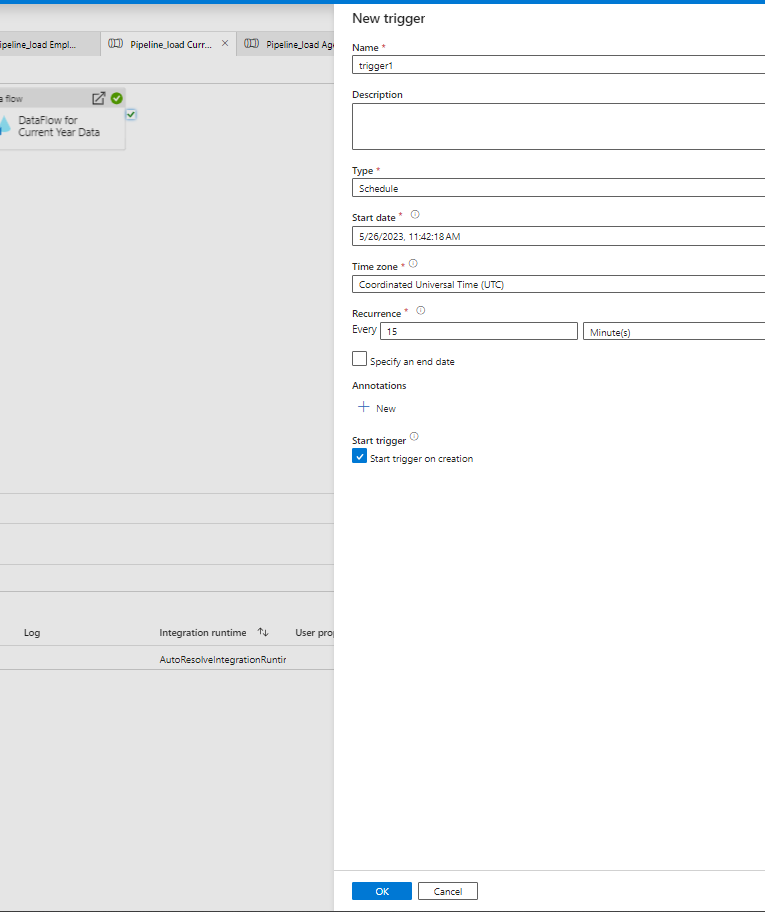 New trigger
ipeline_load Empl...
Pipeline_load Curr...
Pipeline_load Ag
Name *
trigger1
Description
flow
DataFlow for
Current Year Data
Type *
Schedule
Start date *
5/26/2023, 11:42:18 AM
Time zone *
Coordinated Universal Time (UTC)
Recurrence *
Every 15 Minute(s)
Specify an end date
Annotations
New
Start trigger
Start trigger on creation
Log Integration runtime User pro
AutoResolveIntegrationRuntir
OK Cancel